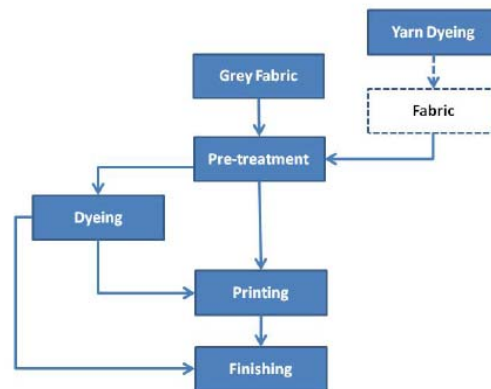 Yarn Dyeing
Grey Fabric
Fabric
Pre-treatment
Dyeing
Printing
Finishing